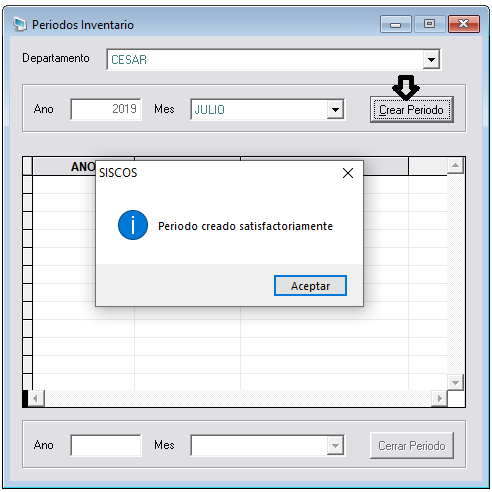 Periodos Inventario
Departamento CESAR
Ano 2019 Mes JULIO Crear Periodo
ANO
SISCOS
Periodo creado satisfactoriamente
Aceptar
Ano Mes Cerrar Periodo